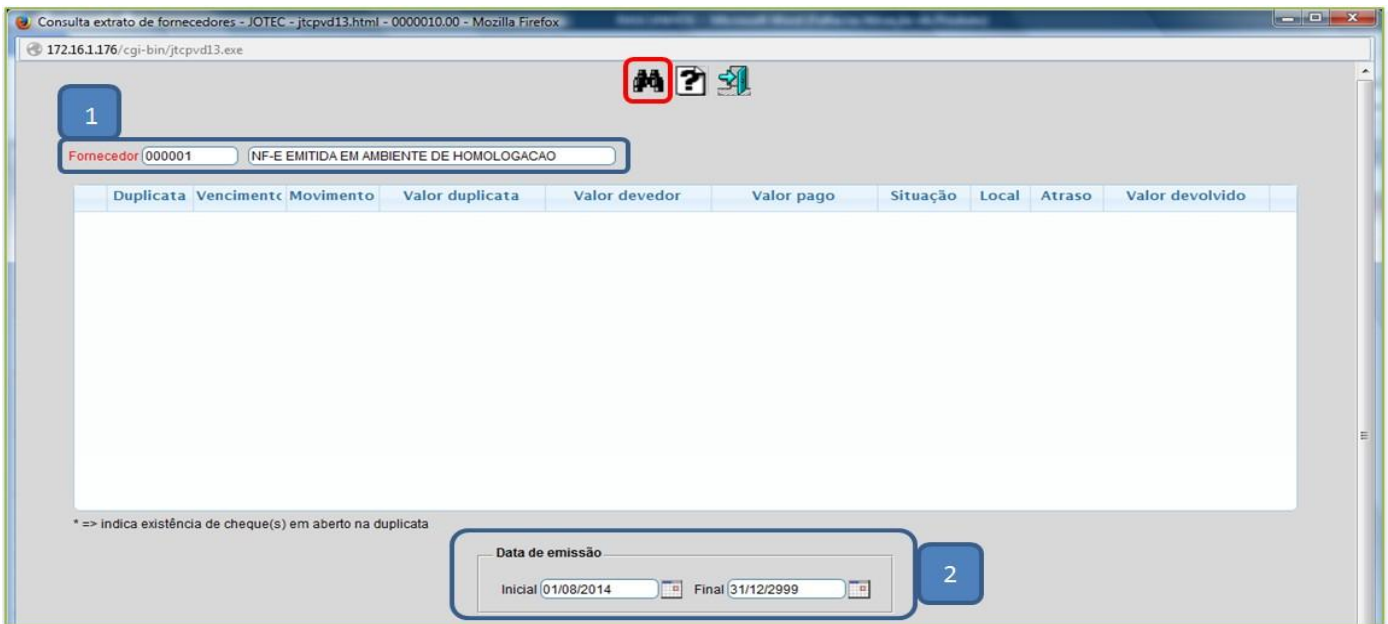 Consulta extrato de fornecedores - JOTEC - jtcpvd13.html - 0000010.00 - Mozilla Firefox
172.16.1.176/cgi-bin/jtcpvd13.exe
1
Fornecedor 000001 NF-E EMITIDA EM AMBIENTE DE HOMOLOGACAO
Duplicata Vencimento Movimento Valor duplicata Valor devedor Valor pago Situação Local Atraso Valor devolvido
* => indica existência de cheque(s) em aberto na duplicata
Data de emissão
Inicial 01/08/2014 Final 31/12/2999
2